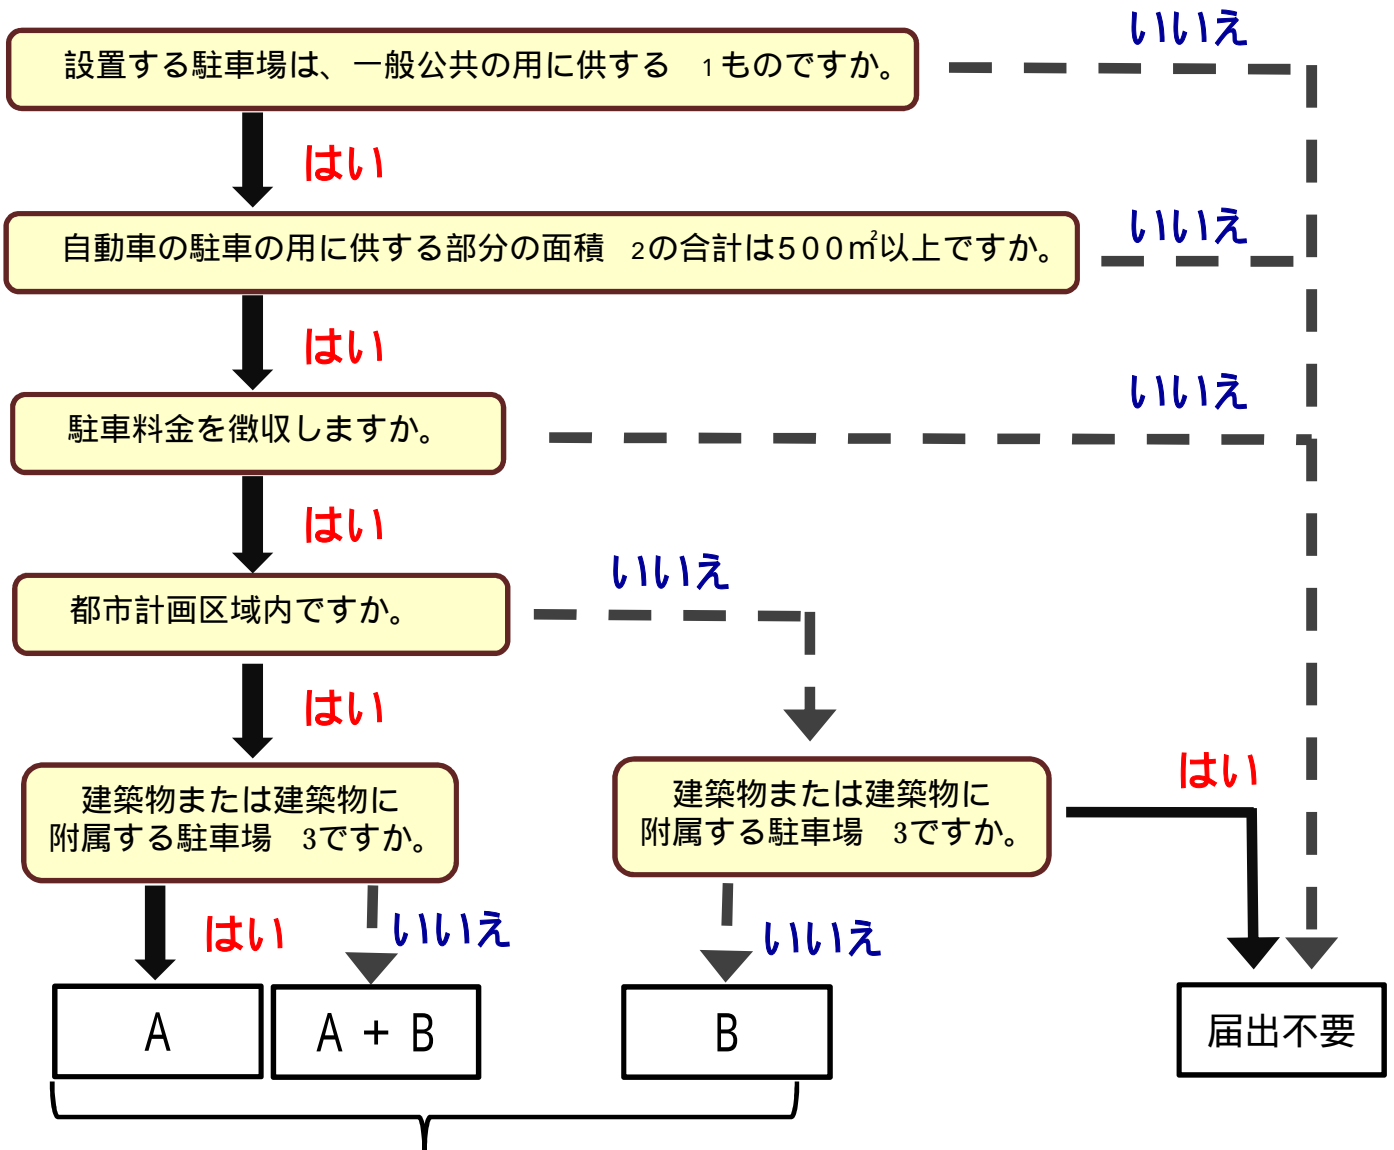 いいえ
設置する駐車場は、一般公共の用に供する 1ものですか。
はい
いいえ
自動車の駐車の用に供する部分の面積 2の合計は500㎡以上ですか。
はい
いいえ
駐車料金を徴収しますか。
はい
いいえ
都市計画区域内ですか。
はい
はい
建築物または建築物に
附属する駐車場 3ですか。
建築物または建築物に
附属する駐車場 3ですか。
はい
いいえ
いいえ
A
A + B
B
届出不要